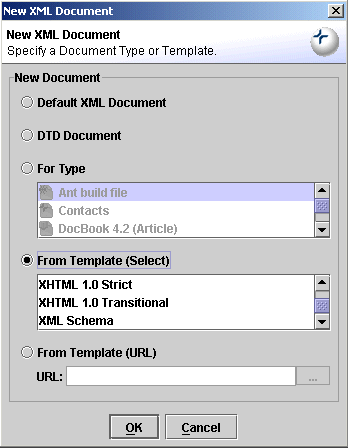 New XML Document
New XML Document
Specify a Document Type or Template.
New Document
Default XML Document
DTD Document
For Type
Ant build file
Contacts
DocBook 4.2 (Article)
From Template (Select)
XHTML 1.0 Strict
XHTML 1.0 Transitional
XML Schema
From Template (URL)
URL: ...
OK Cancel